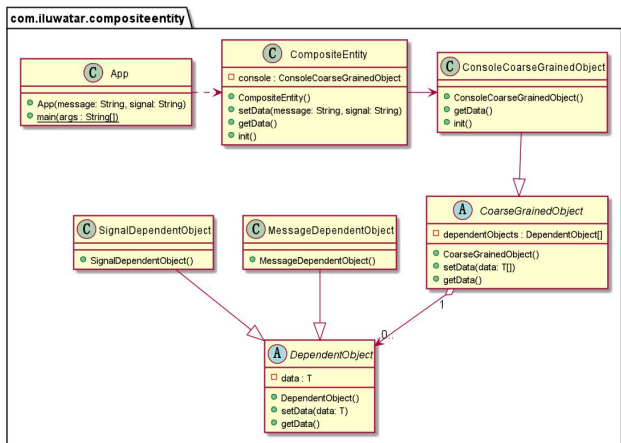 com.iluwatar.compositeentity
C App
App(message: String, signal: String)
main(args : String[])
C CompositeEntity
console : ConsoleCoarseGrainedObject
CompositeEntity()
setData(message: String, signal: String)
getData()
init()
C ConsoleCoarseGrainedObject
ConsoleCoarseGrainedObject()
getData()
init()
A CoarseGrainedObject
dependentObjects : DependentObject[]
CoarseGrainedObject()
setData(data: T[])
getData()
C SignalDependentObject
SignalDependentObject()
C MessageDependentObject
MessageDependentObject()
1
0..
A DependentObject
data : T
DependentObject()
setData(data: T)
getData()